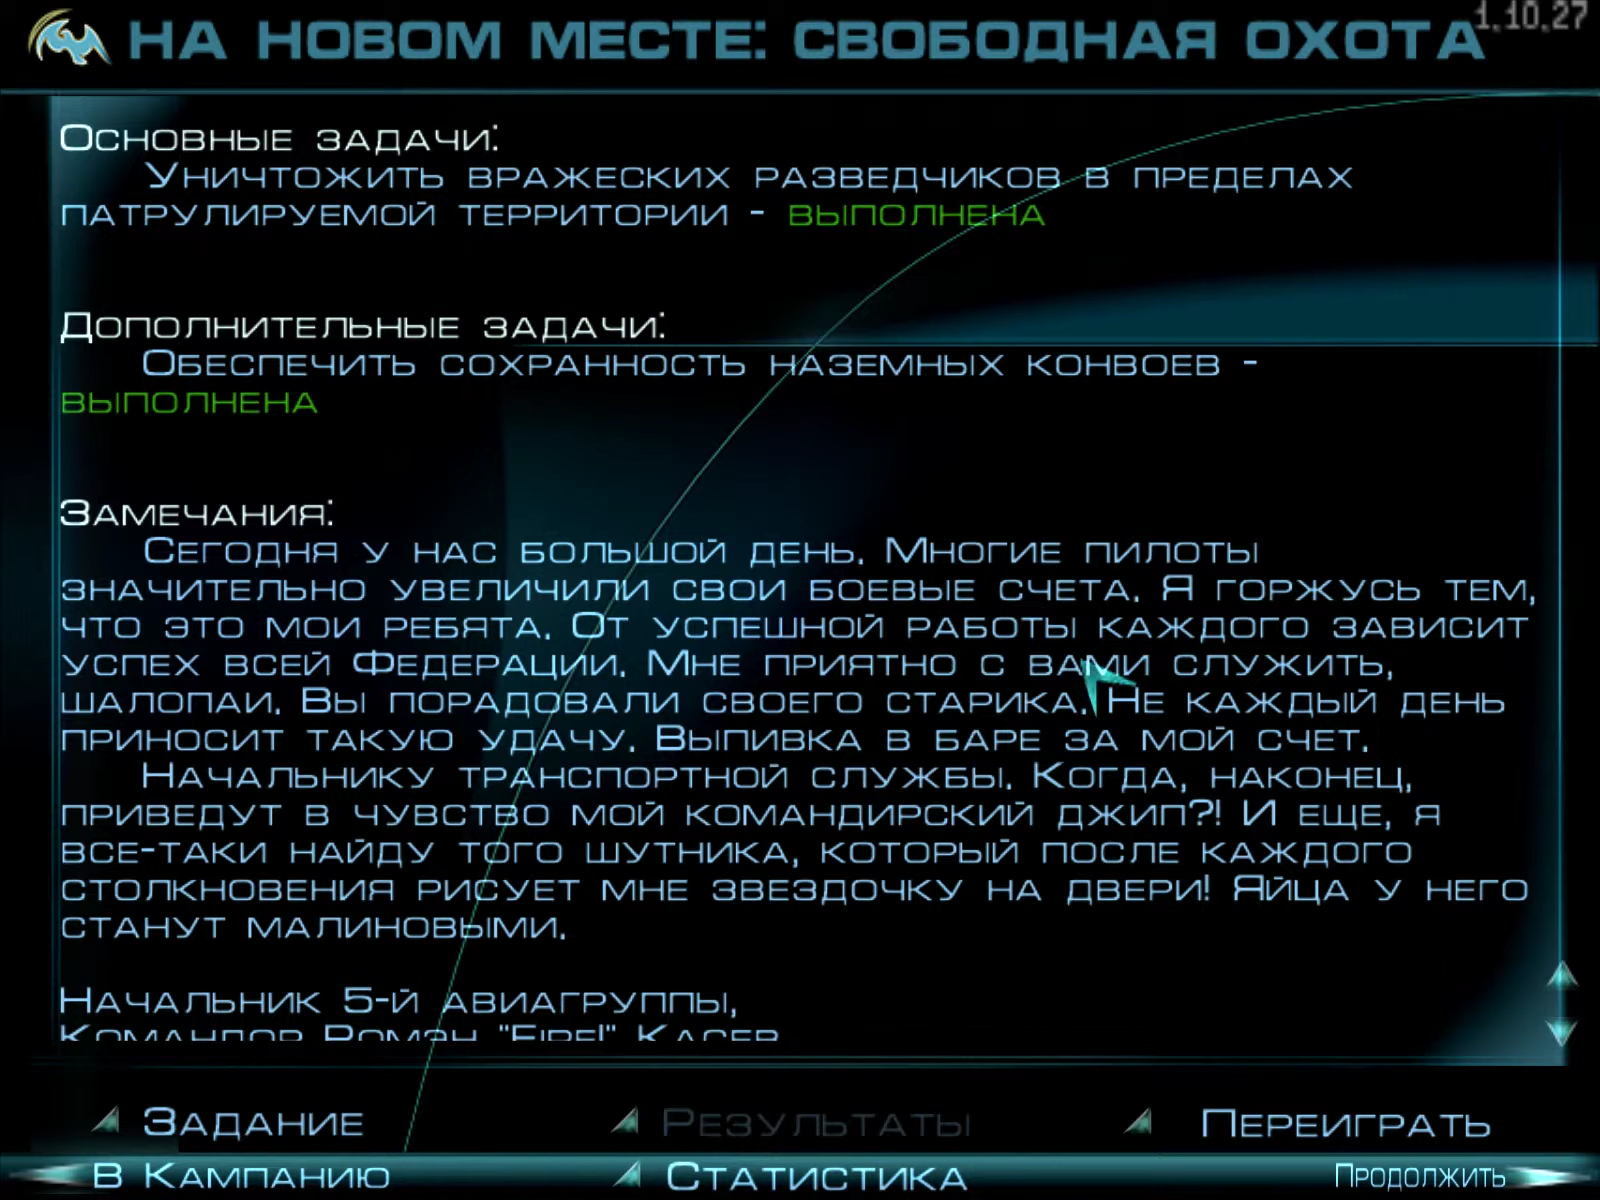 НА НОВОМ МЕСТЕ: СВОБОДНАЯ ОХОТА
1.10.27
Основные задачи:
Уничтожить вражеских разведчиков в пределах
патрулируемой территории - выполнена
Дополнительные задачи:
Обеспечить сохранность наземных конвоев -
выполнена
Замечания:
Сегодня у нас большой день. Многие пилоты
значительно увеличили свои боевые счета. Я горжусь тем,
что это мои ребята. От успешной работы каждого зависит
успех всей Федерации. Мне приятно с вами служить,
шалопаи. Вы порадовали своего старика. Не каждый день
приносит такую удачу. Выпивка в баре за мой счет.
Начальнику транспортной службы. Когда, наконец,
приведут в чувство мой командирский джип?! И еще, я
все-таки найду того шутника, который после каждого
столкновения рисует мне звездочку на двери! Яйца у него
станут малиновыми.
Начальник 5-й авиагруппы,
Командор Роман "Fire!" Касев
Задание
Результаты
Переиграть
В Кампанию
Статистика
Продолжить